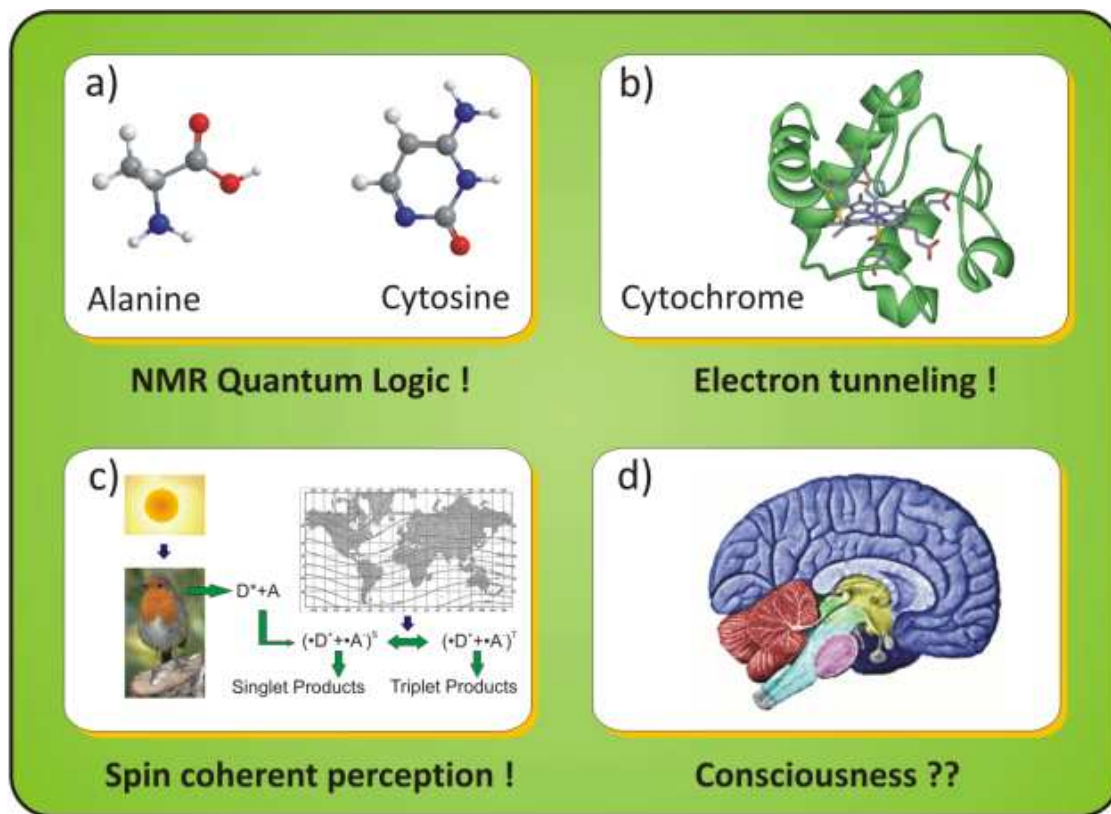 a)
Alanine
Cytosine
NMR Quantum Logic !
b)
Cytochrome
Electron tunneling !
c)
D*+A
(•D⁺+•A⁻)ˢ
(•D⁺+•A⁻)ᵀ
Singlet Products
Triplet Products
Spin coherent perception !
d)
Consciousness ??